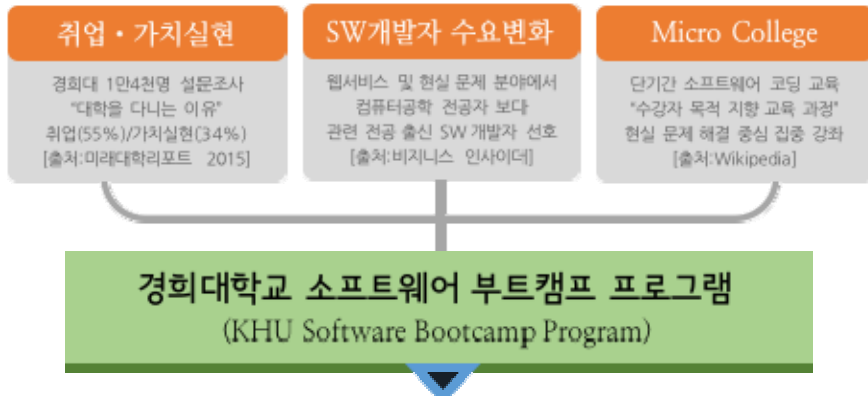 취업・가치실현
경희대 1만4천명 설문조사
“대학을 다니는 이유”
취업(55%)/가치실현(34%)
[출처:미래대학리포트 2015]
SW개발자 수요변화
웹서비스 및 현실 문제 분야에서
컴퓨터공학 전공자 보다
관련 전공 출신 SW 개발자 선호
[출처:비지니스 인사이더]
Micro College
단기간 소프트웨어 코딩 교육
“수강자 목적 지향 교육 과정”
현실 문제 해결 중심 집중 강좌
[출처:Wikipedia]
경희대학교 소프트웨어 부트캠프 프로그램
(KHU Software Bootcamp Program)